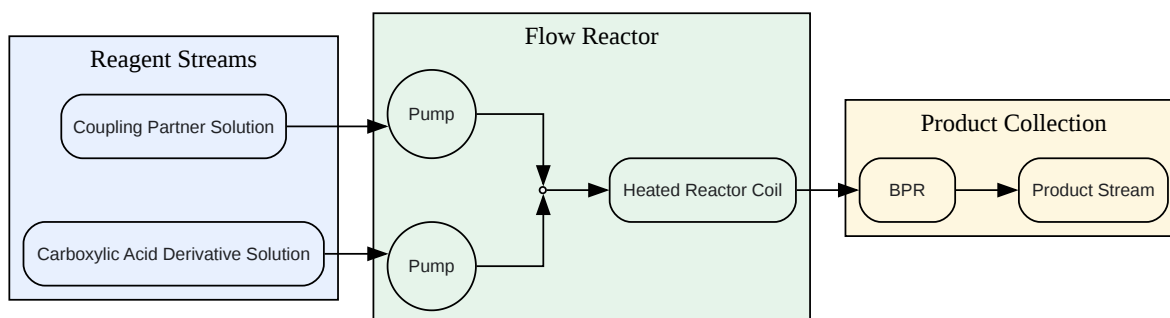 Reagent Streams
Coupling Partner Solution
Carboxylic Acid Derivative Solution
Flow Reactor
Pump
Pump
Heated Reactor Coil
Product Collection
BPR
Product Stream